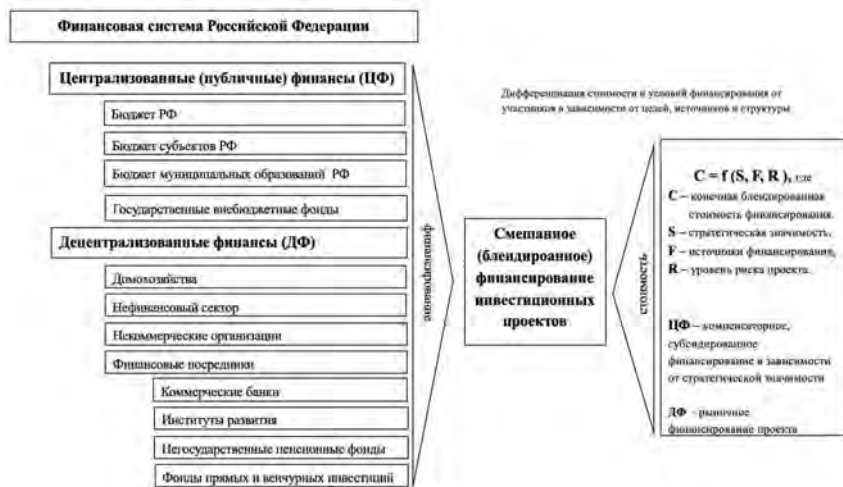 Финансовая система Российской Федерации
Централизованные (публичные) финансы (ЦФ)
Бюджет РФ
Бюджет субъектов РФ
Бюджет муниципальных образований РФ
Государственные внебюджетные фонды
Децентрализованные финансы (ДФ)
Домохозяйства
Нефинансовый сектор
Некоммерческие организации
Финансовые посредники
Коммерческие банки
Институты развития
Негосударственные пенсионные фонды
Фонды прямых и венчурных инвестиций
финансирование
Смешанное
(блендироанное)
финансирование
инвестиционных
проектов
Дифференциация стоимости и условий финансирования от
участников в зависимости от целей, источников и структуры
стоимость
C = f (S, F, R ), где
C – конечная блендированная
стоимость финансирования.
S – стратегическая значимость.
F – источники финансирования,
R – уровень риска проекта.
ЦФ – компенсаторное,
субсидированное
финансирование в зависимости
от стратегической значимости
ДФ – рыночное
финансирование проекта